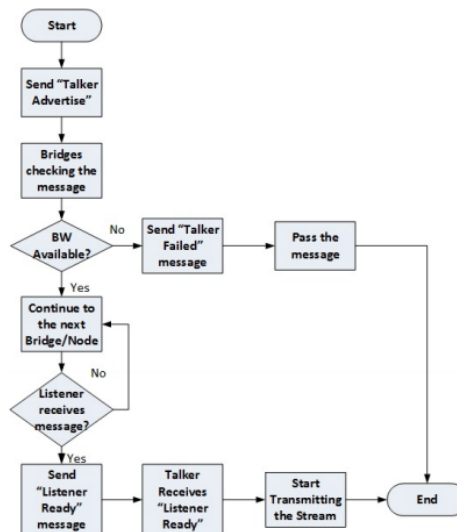 Start
Send “Talker
Advertise”
Bridges
checking the
message
BW
Available?
No
Send “Talker
Failed”
message
Pass the
message
Yes
Continue to
the next
Bridge/Node
No
Listener
receives
message?
Yes
Send
“Listener
Ready”
message
Talker
Receives
“Listener
Ready”
Start
Transmitting
the Stream
End